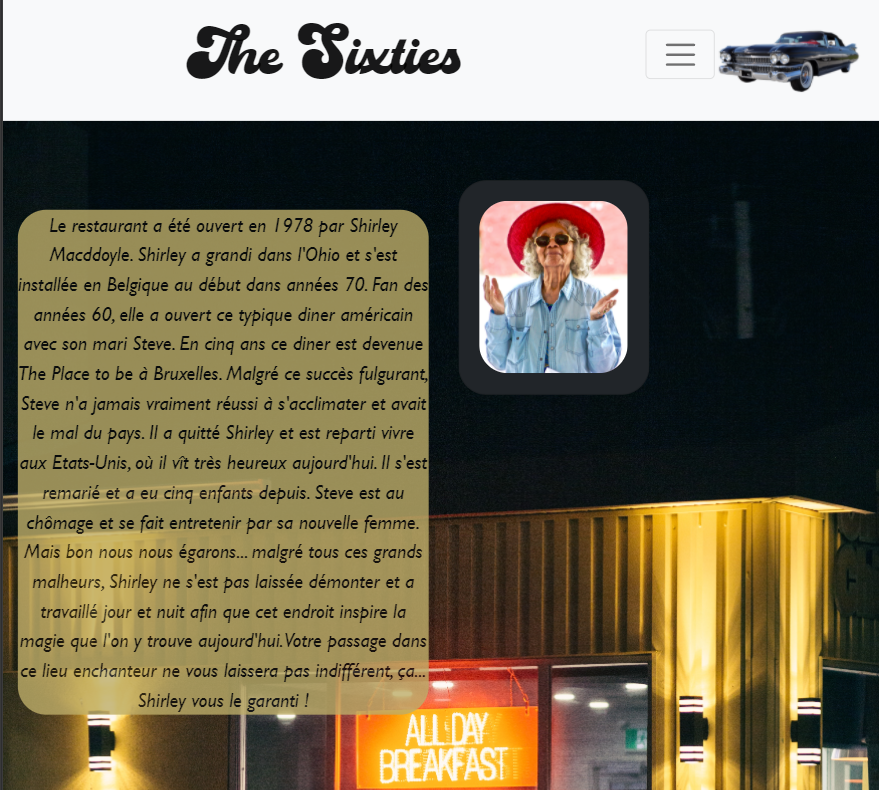 The Sixties
Le restaurant a été ouvert en 1978 par Shirley
Macddoyle. Shirley a grandi dans l'Ohio et s'est
installée en Belgique au début dans années 70. Fan des
années 60, elle a ouvert ce typique diner américain
avec son mari Steve. En cinq ans ce diner est devenue
The Place to be à Bruxelles. Malgré ce succès fulgurant,
Steve n'a jamais vraiment réussi à s'acclimater et avait
le mal du pays. Il a quitté Shirley et est reparti vivre
aux Etats-Unis, où il vît très heureux aujourd'hui. Il s'est
remarié et a eu cinq enfants depuis. Steve est au
chômage et se fait entretenir par sa nouvelle femme.
Mais bon nous nous égarons... malgré tous ces grands
malheurs, Shirley ne s'est pas laissée démonter et a
travaillé jour et nuit afin que cet endroit inspire la
magie que l'on y trouve aujourd'hui. Votre passage dans
ce lieu enchanteur ne vous laissera pas indifférent, ça...
Shirley vous le garanti !
ALL DAY
BREAKFAST